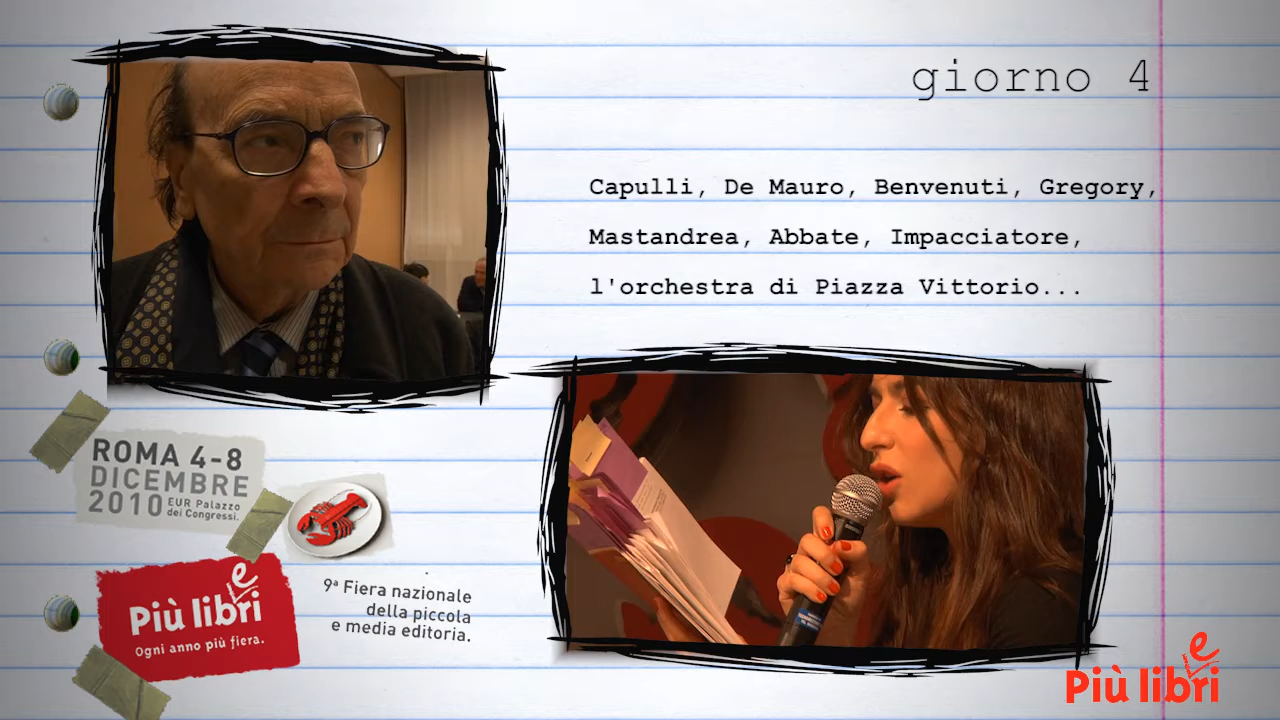 giorno 4
Capulli, De Mauro, Benvenuti, Gregory,
Mastandrea, Abbate, Impacciatore,
l'orchestra di Piazza Vittorio...
ROMA 4-8
DICEMBRE
2010 EUR Palazzo
dei Congressi.
Più libri e
Ogni anno più fiera.
9ª Fiera nazionale
della piccola
e media editoria.
Più libri e